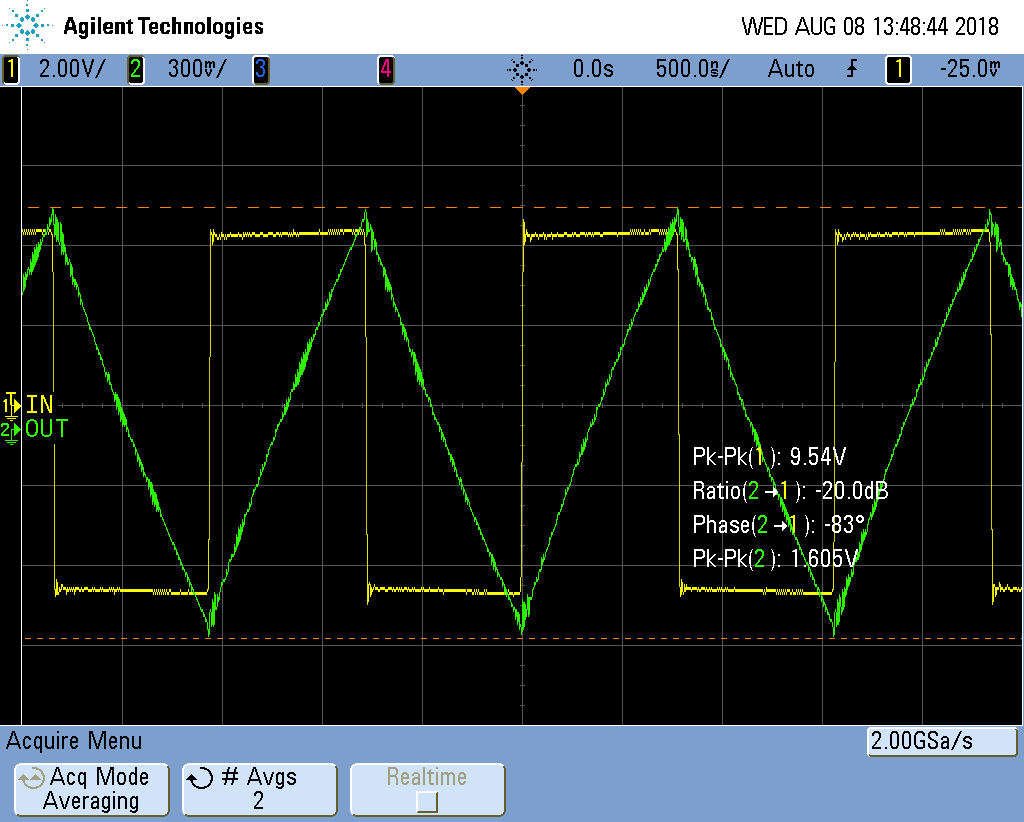 Agilent Technologies WED AUG 08 13:48:44 2018
1 2.00V/ 2 300mV/ 3 4 0.0s 500.0ns/ Auto 1 -25.0mV
1 IN
2 OUT
Pk-Pk(1): 9.54V
Ratio(2→1): -20.0dB
Phase(2→1): -83°
Pk-Pk(2): 1.605V
Acquire Menu 2.00GSa/s
Acq Mode # Avgs Realtime
Averaging 2